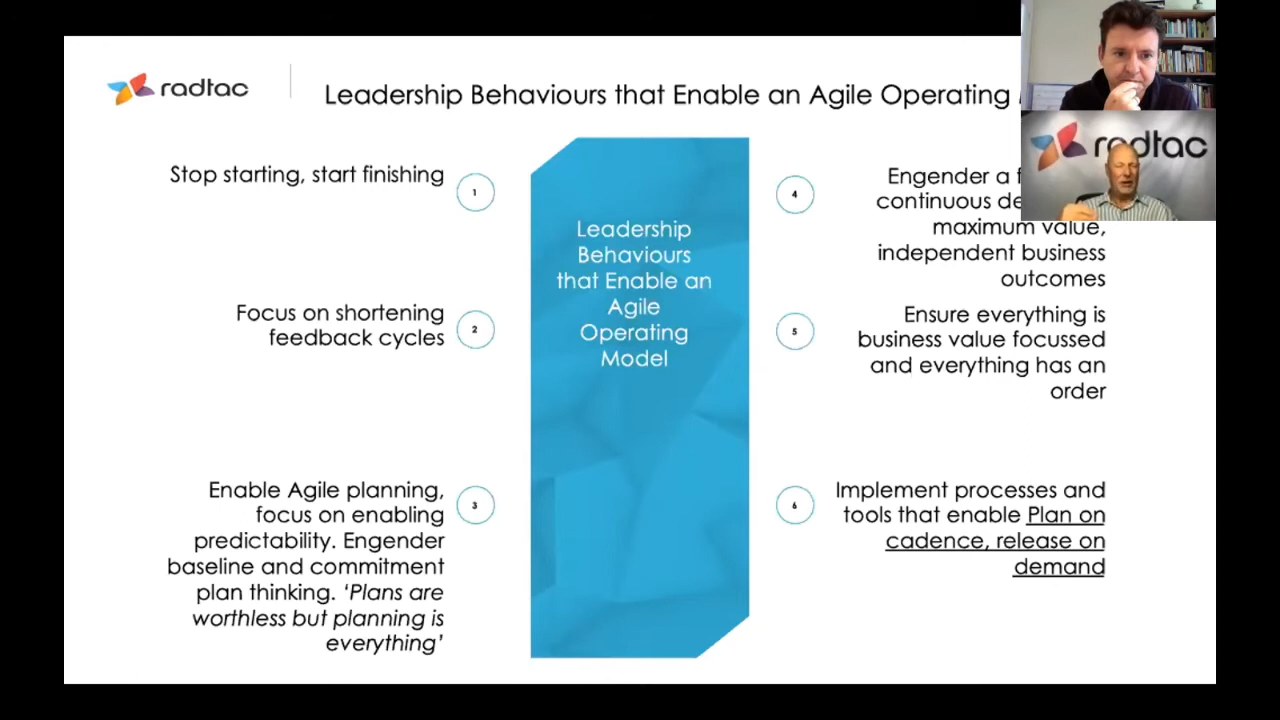 radtac
Leadership Behaviours that Enable an Agile Operating
radtac
Stop starting, start finishing
1
Focus on shortening
feedback cycles
2
Enable Agile planning,
focus on enabling
predictability. Engender
baseline and commitment
plan thinking. ‘Plans are
worthless but planning is
everything’
3
Leadership
Behaviours
that Enable an
Agile
Operating
Model
4
Engender a
continuous
maximum value,
independent business
outcomes
5
Ensure everything is
business value focussed
and everything has an
order
6
Implement processes and
tools that enable Plan on
cadence, release on
demand